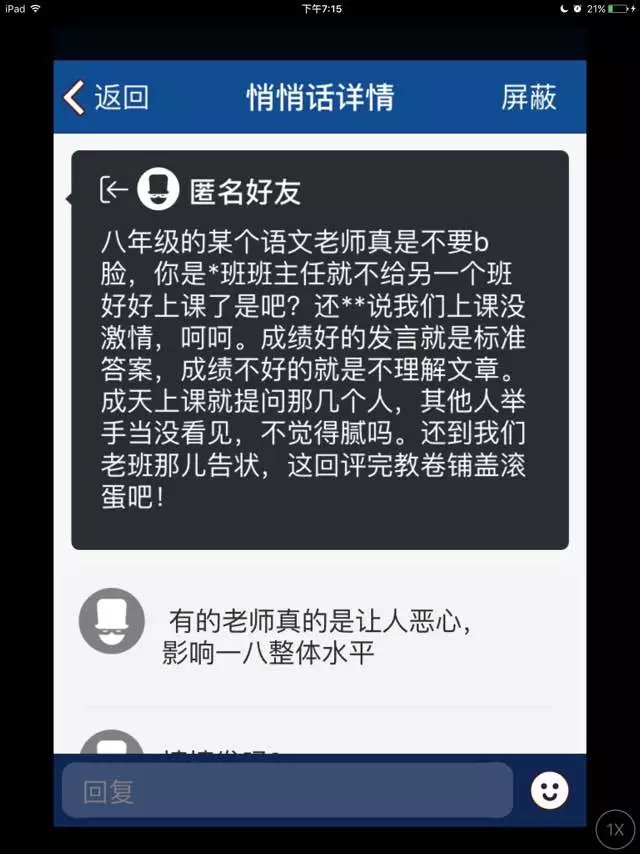 iPad 下午7:15 21%
返回 悄悄话详情 屏蔽
匿名好友
八年级的某个语文老师真是不要b
脸，你是*班班主任就不给另一个班
好好上课了是吧？还**说我们上课没
激情，呵呵。成绩好的发言就是标准
答案，成绩不好的就是不理解文章。
成天上课就提问那几个人，其他人举
手当没看见，不觉得腻吗。还到我们
老班那儿告状，这回评完教卷铺盖滚
蛋吧！
有的老师真的是让人恶心，
影响一八整体水平
回复
1X